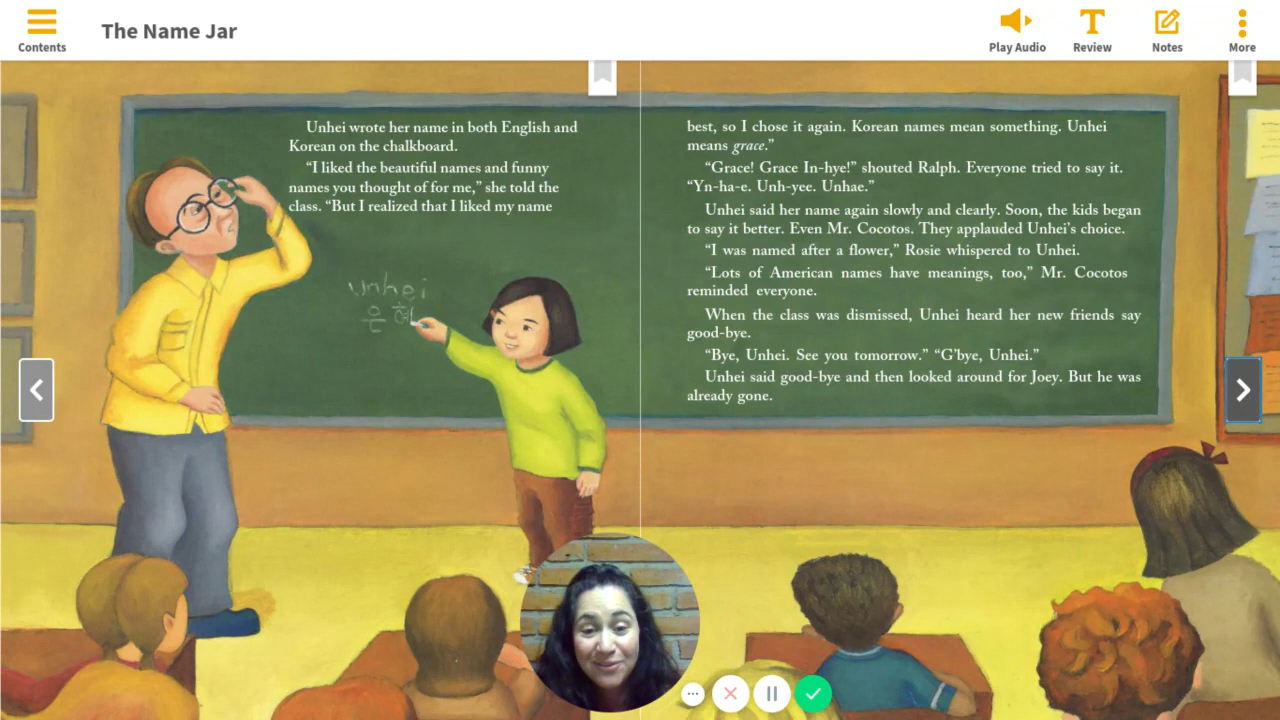 Contents
The Name Jar
Play Audio
Review
Notes
More
Unhei wrote her name in both English and
Korean on the chalkboard.
“I liked the beautiful names and funny
names you thought of for me,” she told the
class. “But I realized that I liked my name
Unhei
은혜
best, so I chose it again. Korean names mean something. Unhei
means grace.”
“Grace! Grace In-hye!” shouted Ralph. Everyone tried to say it.
“Yn-ha-e. Unh-yee. Unhae.”
Unhei said her name again slowly and clearly. Soon, the kids began
to say it better. Even Mr. Cocotos. They applauded Unhei’s choice.
“I was named after a flower,” Rosie whispered to Unhei.
“Lots of American names have meanings, too,” Mr. Cocotos
reminded everyone.
When the class was dismissed, Unhei heard her new friends say
good-bye.
“Bye, Unhei. See you tomorrow.” “G’bye, Unhei.”
Unhei said good-bye and then looked around for Joey. But he was
already gone.